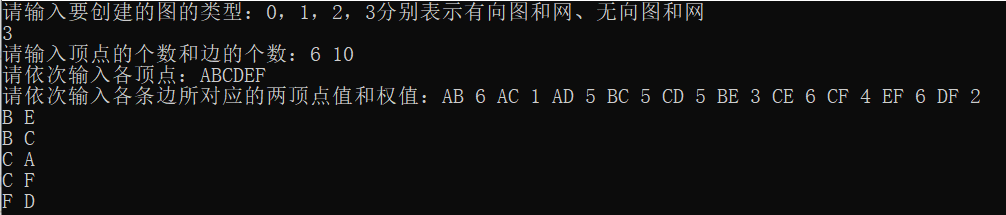 请输入要创建的图的类型：0，1，2，3分别表示有向图和网、无向图和网
3
请输入顶点的个数和边的个数：6 10
请依次输入各顶点：ABCDEF
请依次输入各条边所对应的两顶点值和权值：AB 6 AC 1 AD 5 BC 5 CD 5 BE 3 CE 6 CF 4 EF 6 DF 2
B E
B C
C A
C F
F D